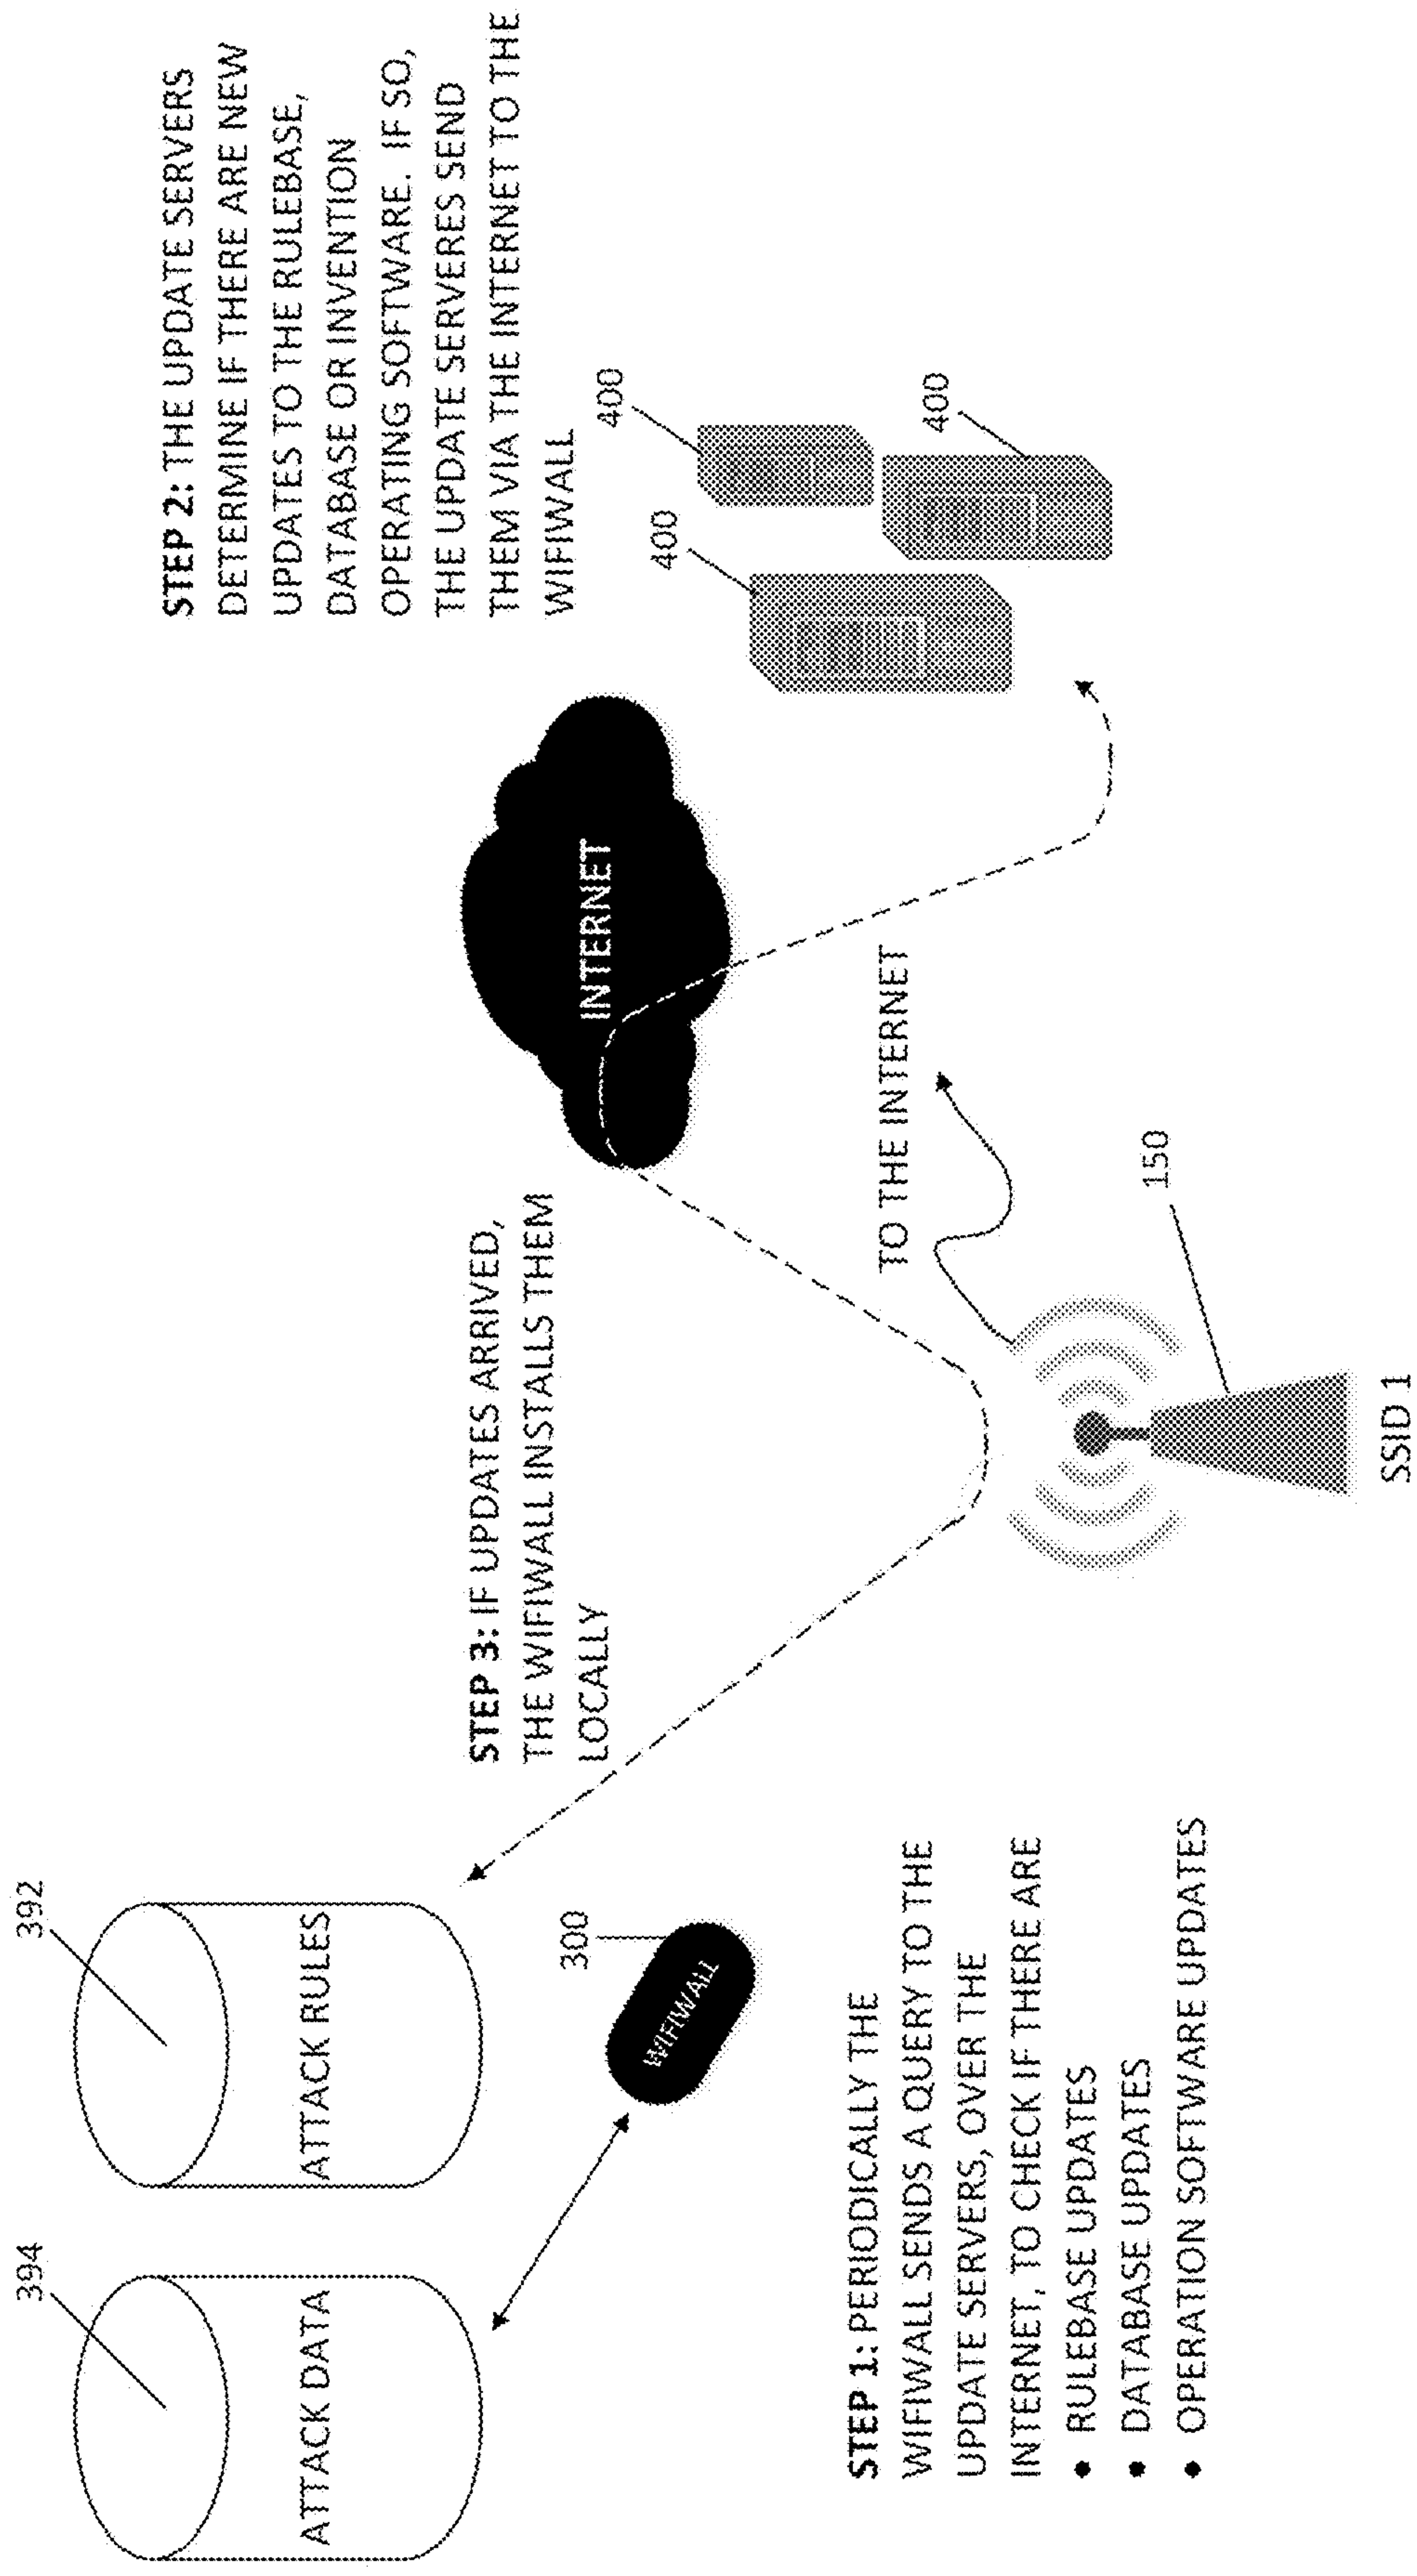 394
392
ATTACK DATA
ATTACK RULES
300
WIFIWALL
STEP 1: PERIODICALLY THE
WIFIWALL SENDS A QUERY TO THE
UPDATE SERVERS, OVER THE
INTERNET, TO CHECK IF THERE ARE
• RULEBASE UPDATES
• DATABASE UPDATES
• OPERATION SOFTWARE UPDATES
STEP 3: IF UPDATES ARRIVED,
THE WIFIWALL INSTALLS THEM
LOCALLY
INTERNET
TO THE INTERNET
150
SSID 1
STEP 2: THE UPDATE SERVERS
DETERMINE IF THERE ARE NEW
UPDATES TO THE RULEBASE,
DATABASE OR INVENTION
OPERATING SOFTWARE. IF SO,
THE UPDATE SERVERES SEND
THEM VIA THE INTERNET TO THE
WIFIWALL
400
400
400